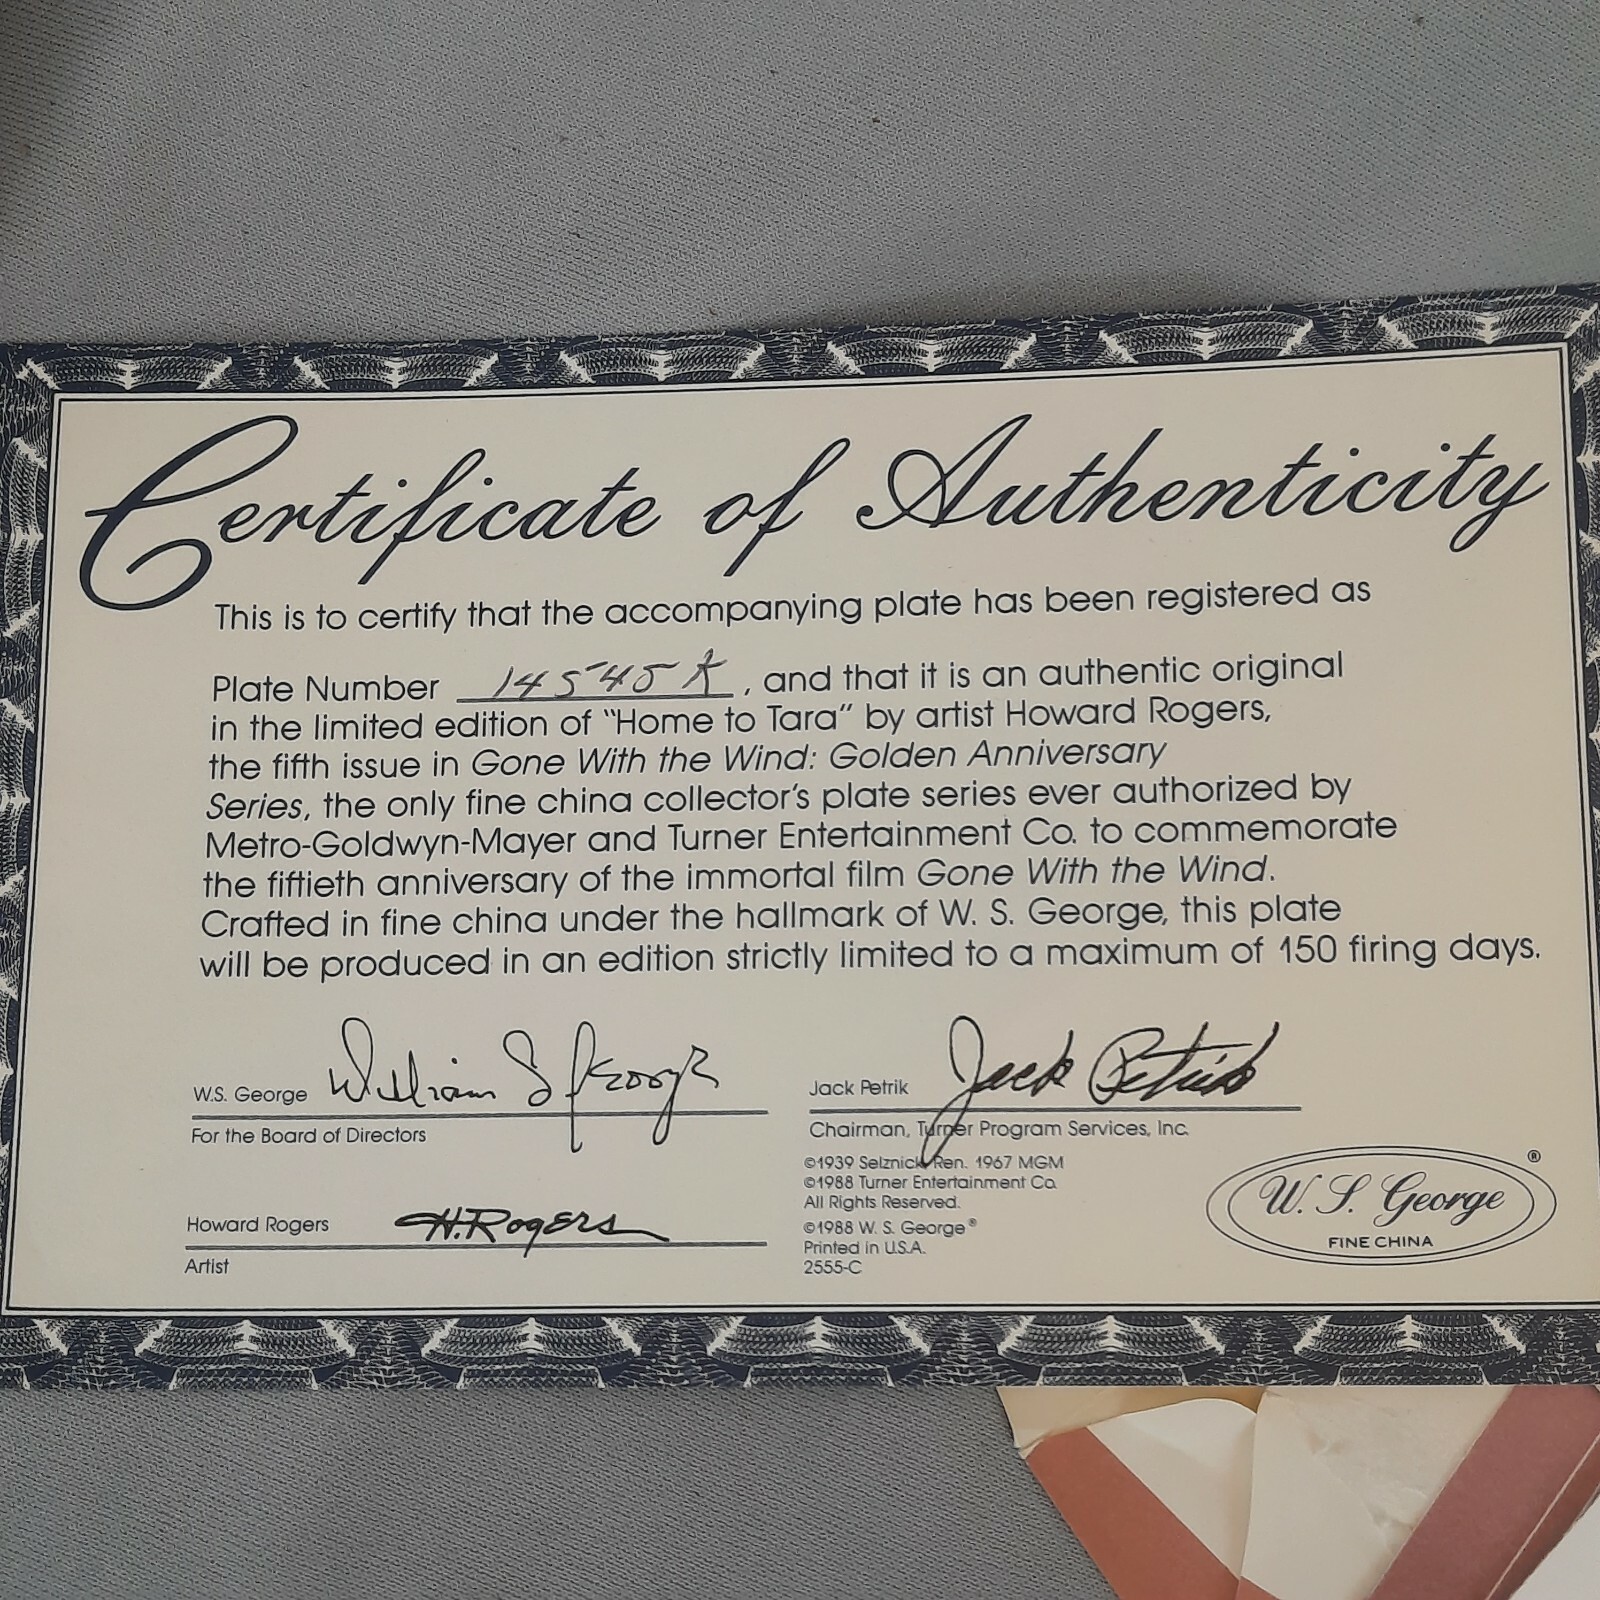 Certificate of Authenticity
This is to certify that the accompanying plate has been registered as
Plate Number 14545 A, and that it is an authentic original
in the limited edition of "Home to Tara" by artist Howard Rogers,
the fifth issue in Gone With the Wind: Golden Anniversary
Series, the only fine china collector's plate series ever authorized by
Metro-Goldwyn-Mayer and Turner Entertainment Co. to commemorate
the fiftieth anniversary of the immortal film Gone With the Wind.
Crafted in fine china under the hallmark of W. S. George, this plate
will be produced in an edition strictly limited to a maximum of 150 firing days.
W.S. George William S George
For the Board of Directors
Howard Rogers H. Rogers
Artist
Jack Petrik Jack Petrik
Chairman, Turner Program Services, Inc.
©1939 Selznick Ren. 1967 MGM
©1988 Turner Entertainment Co.
All Rights Reserved.
©1988 W. S. George®
Printed in U.S.A.
2555-C
W. S. George ®
FINE CHINA